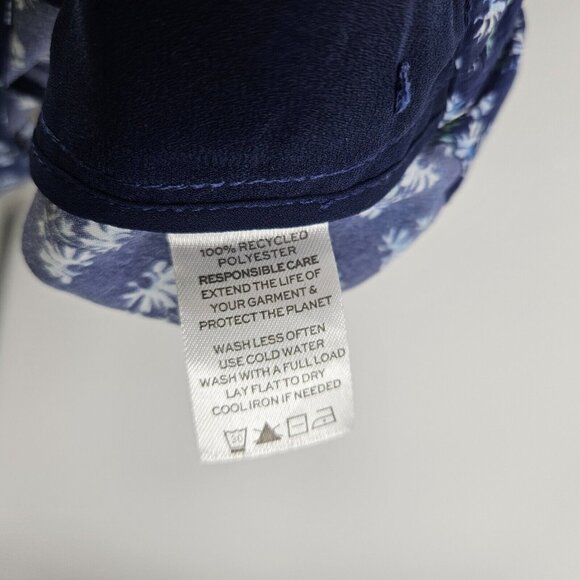 100% RECYCLED
POLYESTER
RESPONSIBLE CARE
EXTEND THE LIFE OF
YOUR GARMENT &
PROTECT THE PLANET
WASH LESS OFTEN
USE COLD WATER
WASH WITH A FULL LOAD
LAY FLAT TO DRY
COOL IRON IF NEEDED
30